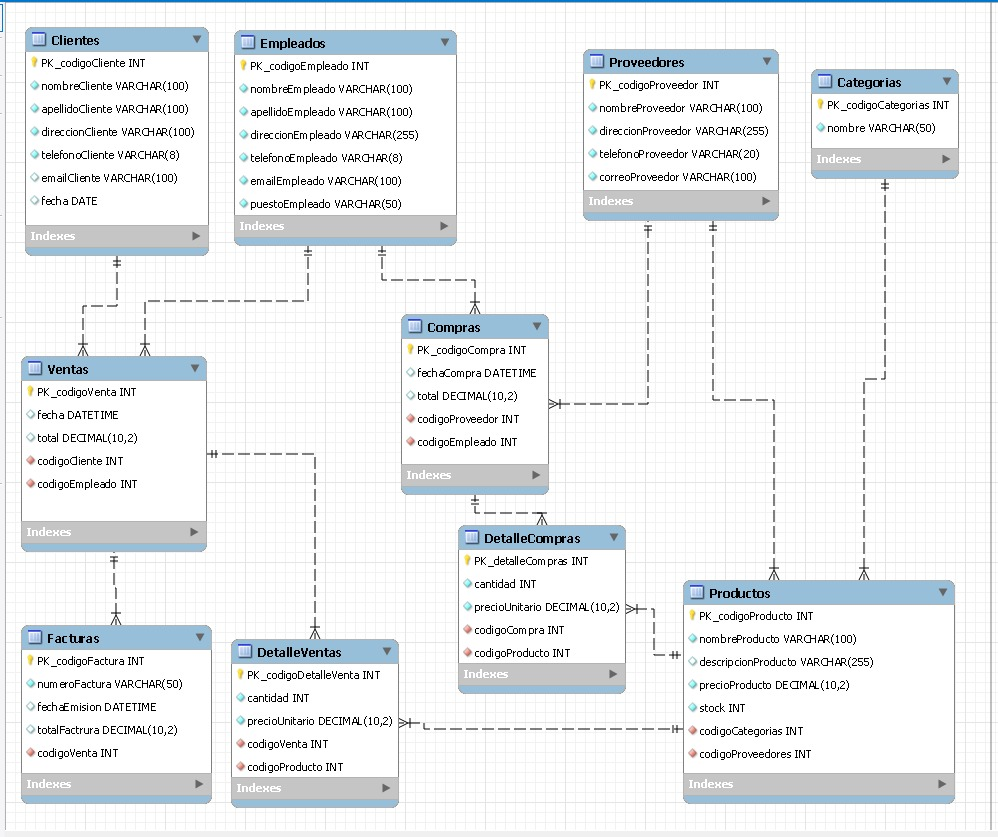 Clientes
PK_codigoCliente INT
nombreCliente VARCHAR(100)
apellidoCliente VARCHAR(100)
direccionCliente VARCHAR(100)
telefonoCliente VARCHAR(8)
emailCliente VARCHAR(100)
fecha DATE
Indexes
Empleados
PK_codigoEmpleado INT
nombreEmpleado VARCHAR(100)
apellidoEmpleado VARCHAR(100)
direccionEmpleado VARCHAR(255)
telefonoEmpleado VARCHAR(8)
emailEmpleado VARCHAR(100)
puestoEmpleado VARCHAR(50)
Indexes
Proveedores
PK_codigoProveedor INT
nombreProveedor VARCHAR(100)
direccionProveedor VARCHAR(255)
telefonoProveedor VARCHAR(20)
correoProveedor VARCHAR(100)
Indexes
Categorias
PK_codigoCategorias INT
nombre VARCHAR(50)
Indexes
Ventas
PK_codigoVenta INT
fecha DATETIME
total DECIMAL(10,2)
codigoCliente INT
codigoEmpleado INT
Indexes
Compras
PK_codigoCompra INT
fechaCompra DATETIME
total DECIMAL(10,2)
codigoProveedor INT
codigoEmpleado INT
Indexes
Facturas
PK_codigoFactura INT
numeroFactura VARCHAR(50)
fechaEmision DATETIME
totalFactrura DECIMAL(10,2)
codigoVenta INT
Indexes
DetalleVentas
PK_codigoDetalleVenta INT
cantidad INT
precioUnitario DECIMAL(10,2)
codigoVenta INT
codigoProducto INT
Indexes
DetalleCompras
PK_detalleCompras INT
cantidad INT
precioUnitario DECIMAL(10,2)
codigoCompra INT
codigoProducto INT
Indexes
Productos
PK_codigoProducto INT
nombreProducto VARCHAR(100)
descripcionProducto VARCHAR(255)
precioProducto DECIMAL(10,2)
stock INT
codigoCategorias INT
codigoProveedores INT
Indexes